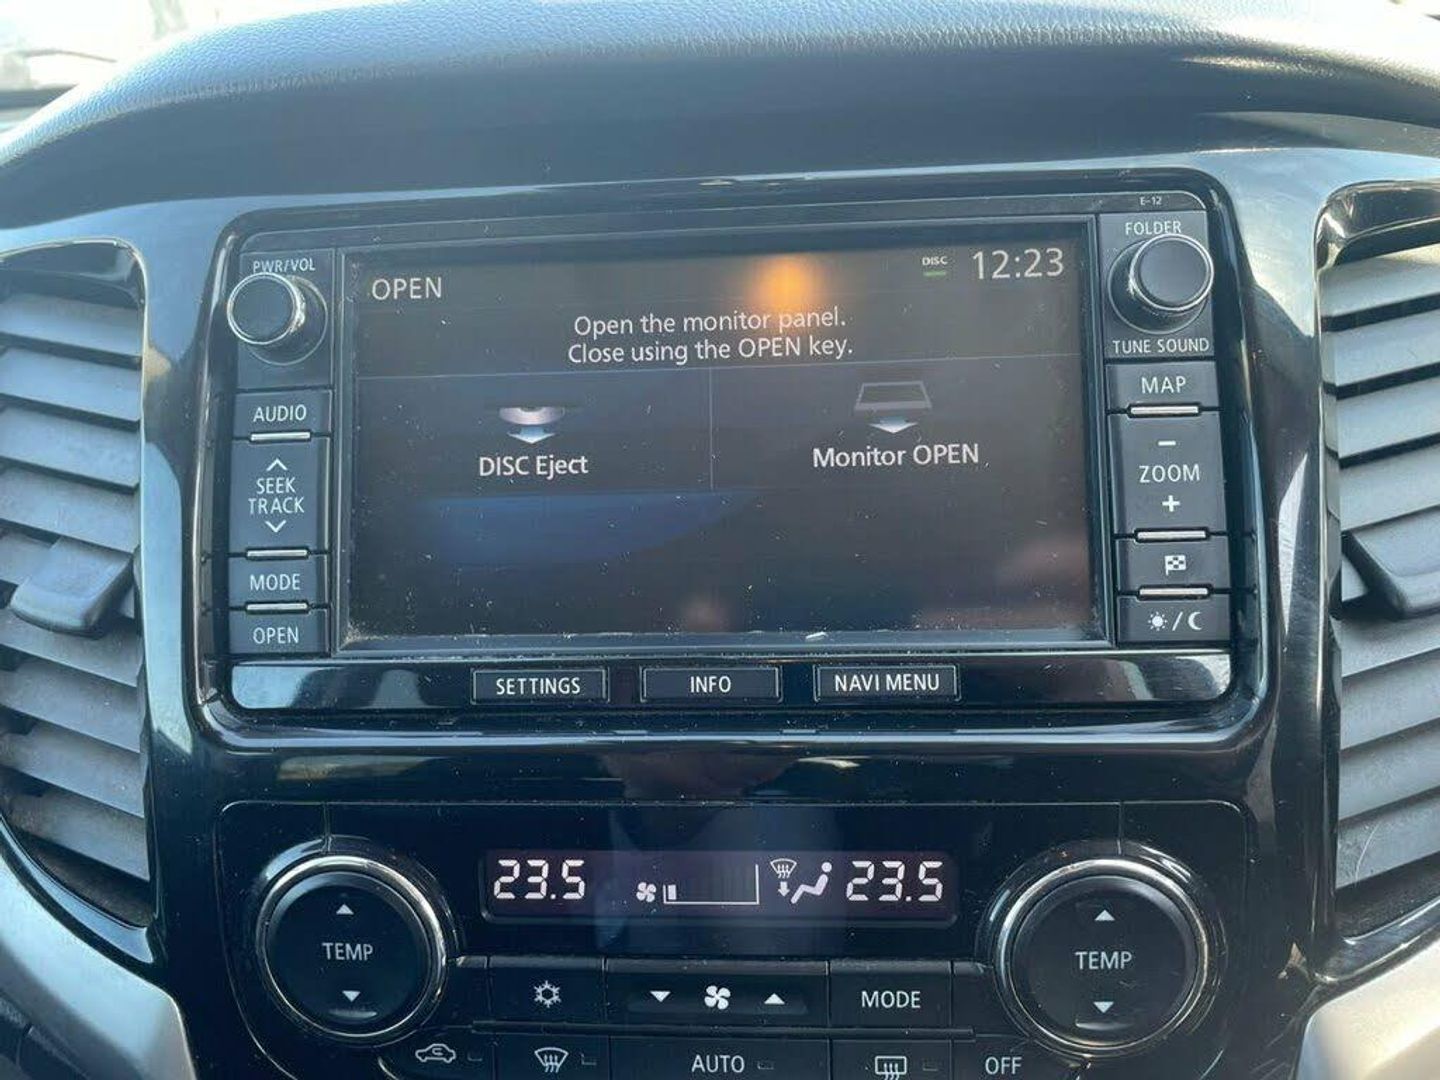 E-12
PWR/VOL
FOLDER
OPEN
DISC
12:23
Open the monitor panel.
Close using the OPEN key.
TUNE SOUND
AUDIO
MAP
SEEK
TRACK
-
ZOOM
+
DISC Eject
Monitor OPEN
MODE
OPEN
SETTINGS
INFO
NAVI MENU
23.5
23.5
TEMP
TEMP
MODE
AUTO
OFF